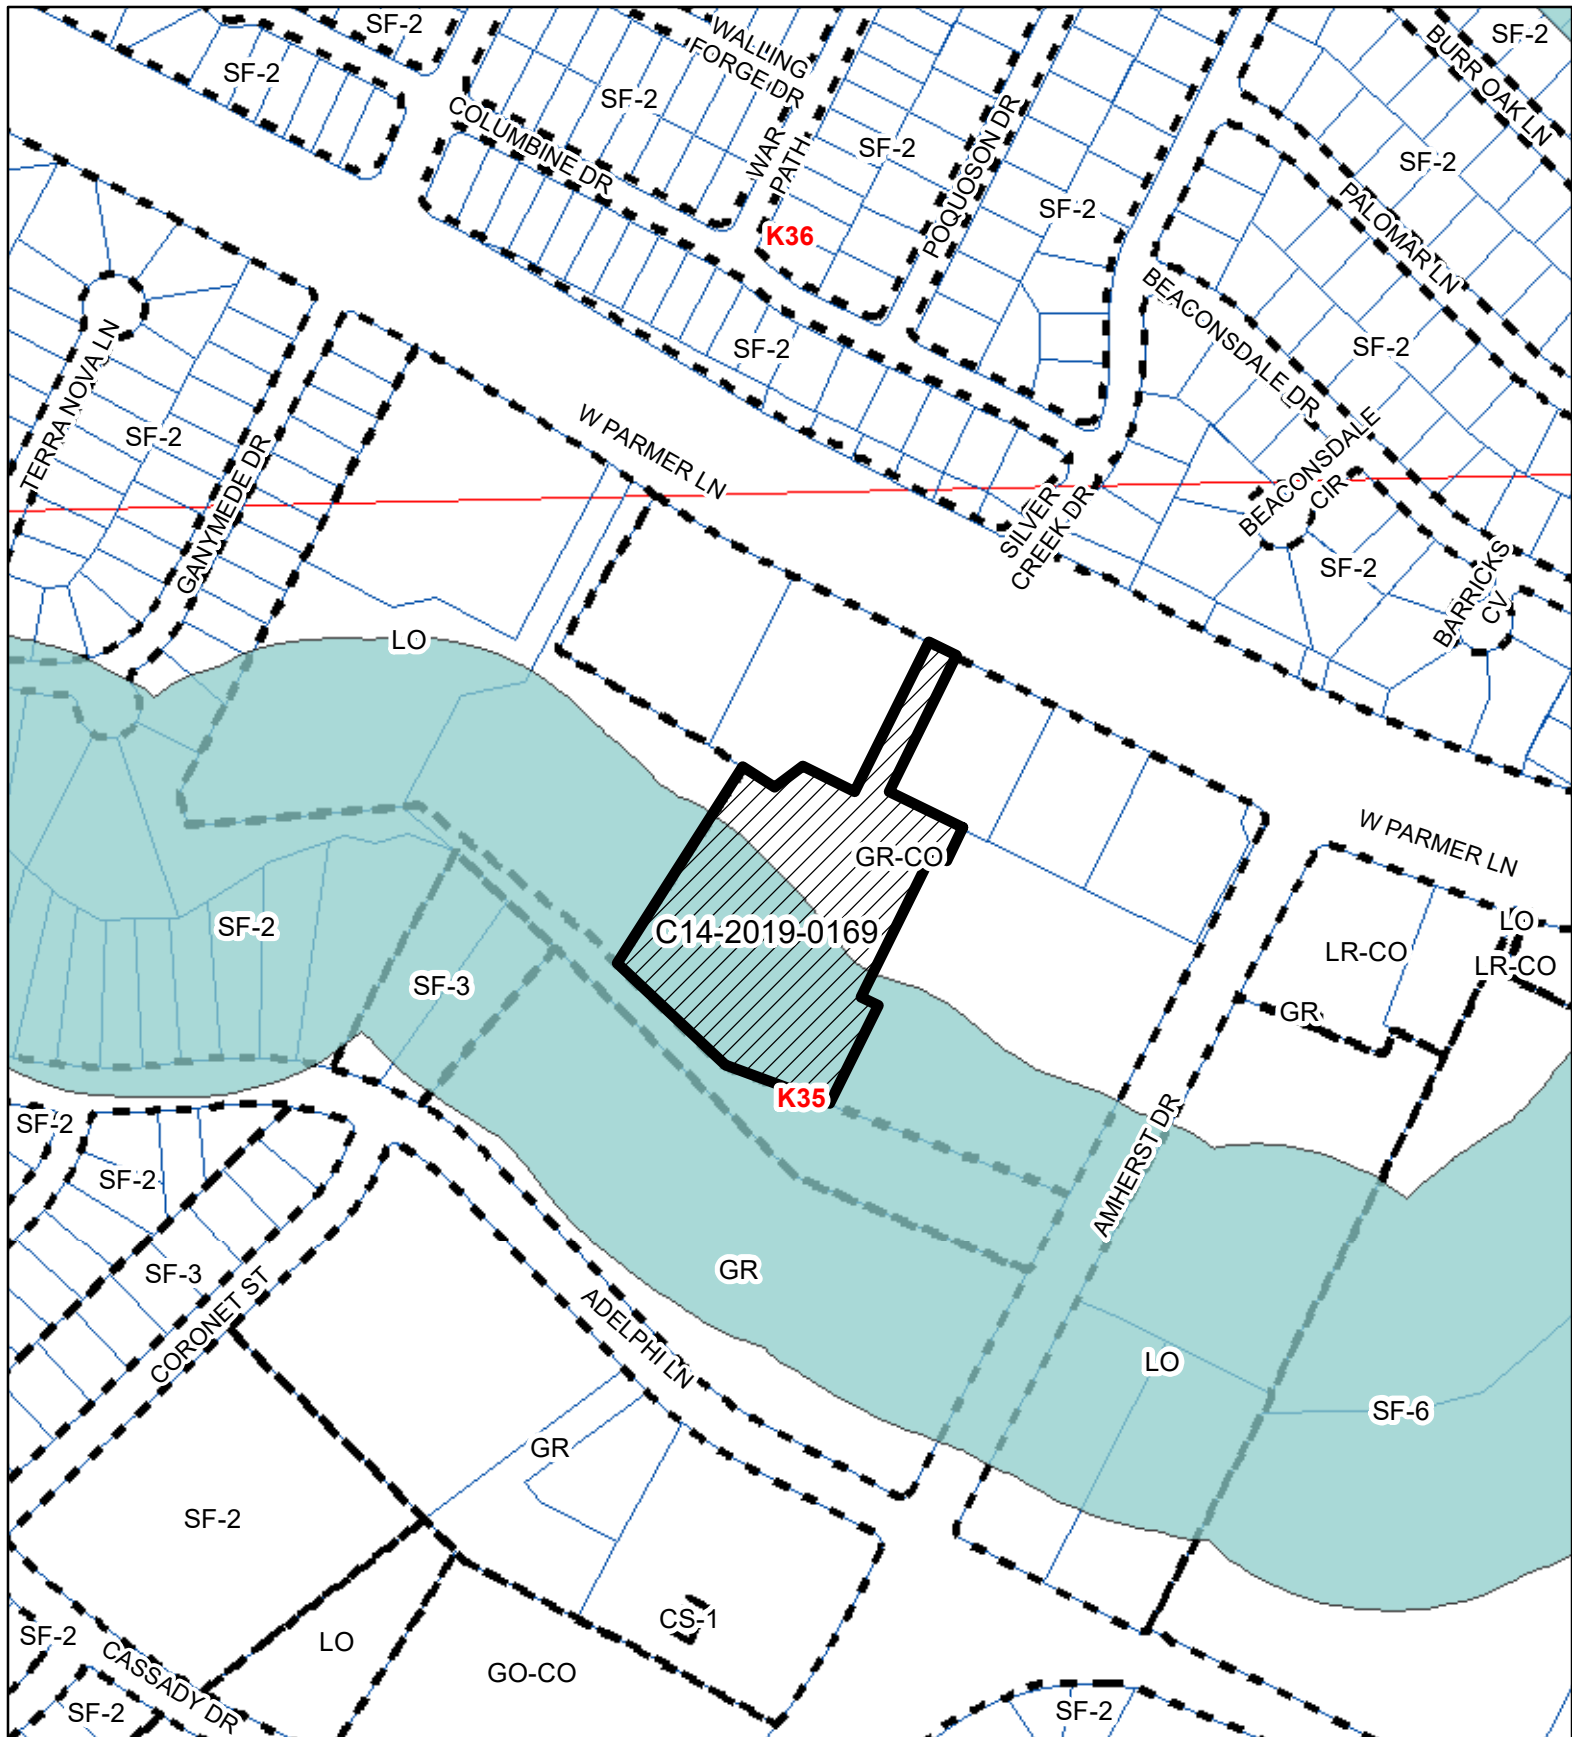 SF-2
SF-2
WALLING
FORGE DR
SF-2
BURR OAK LN
SF-2
SF-2
COLUMBINE DR
WAR
PATH
SF-2
POQUOSON DR
SF-2
SF-2
PALOMAR LN
K36
BEACONSDALE DR
SF-2
SF-2
TERRA NOVA LN
SF-2
GANYMEDE DR
W PARMER LN
BEACONSDALE
CIR
SILVER
CREEK DR
SF-2
BARRICKS
CV
LO
W PARMER LN
GR-CO
C14-2019-0169
SF-2
SF-3
LO
LR-CO
LR-CO
GR
K35
SF-2
SF-2
AMHERST DR
SF-3
GR
CORONET ST
ADELPHI LN
LO
SF-6
GR
SF-2
CS-1
SF-2
LO
CASSADY DR
GO-CO
SF-2
SF-2